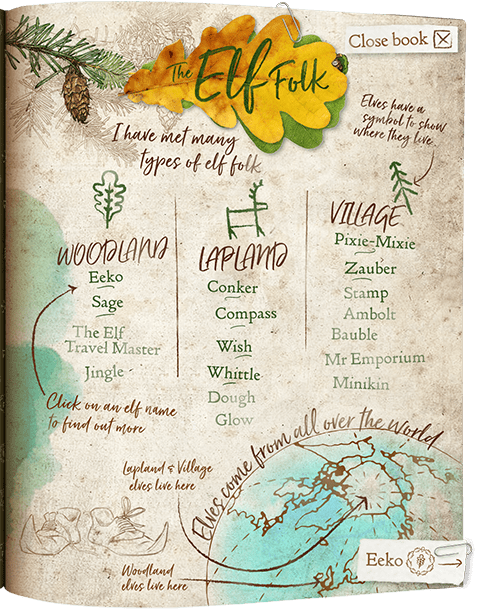 Close book
The Elf Folk
Elves have a
symbol to show
where they live
I have met many
types of elf folk
WOODLAND
Eeko
Sage
The Elf
Travel Master
Jingle
LAPLAND
Conker
Compass
Wish
Whittle
Dough
Glow
VILLAGE
Pixie-Mixie
Zauber
Stamp
Ambolt
Bauble
Mr Emporium
Minikin
Click on an elf name
to find out more
Elves come from all over the World
Lapland & Village
elves live here
Woodland
elves live here
Eeko